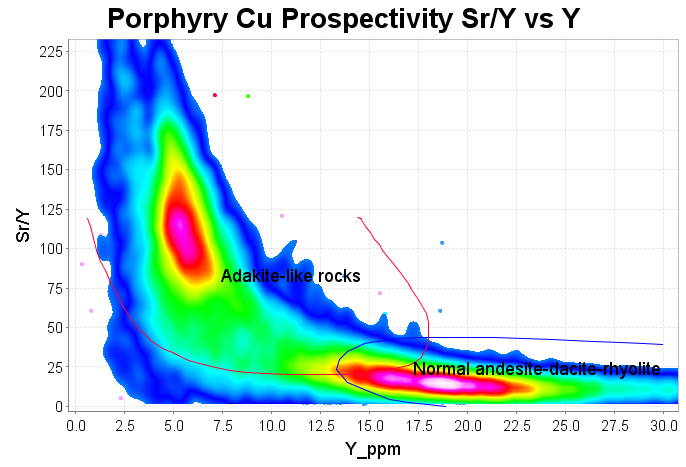 Porphyry Cu Prospectivity Sr/Y vs Y
225
200
175
150
125
100
75
50
25
0
Sr/Y
Adakite-like rocks
Normal andesite-dacite-rhyolite
0.0 2.5 5.0 7.5 10.0 12.5 15.0 17.5 20.0 22.5 25.0 27.5 30.0
Y_ppm